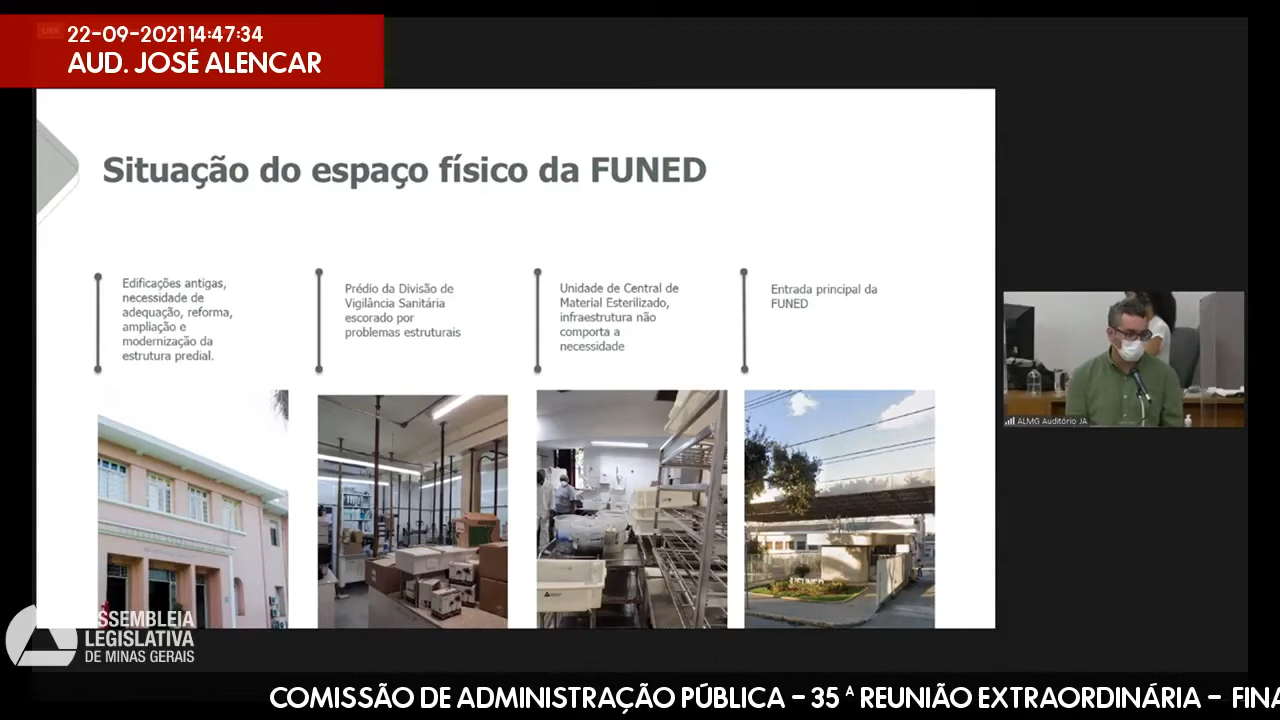 22-09-2021 14:47:34
AUD. JOSÉ ALENCAR
Situação do espaço físico da FUNED
Edificações antigas,
necessidade de
adequação, reforma,
ampliação e
modernização da
estrutura predial.
Prédio da Divisão de
Vigilância Sanitária
escorado por
problemas estruturais
Unidade de Central de
Material Esterilizado,
infraestrutura não
comporta a
necessidade
Entrada principal da
FUNED
ALMG Auditório JA
ASSEMBLEIA
LEGISLATIVA
DE MINAS GERAIS
COMISSÃO DE ADMINISTRAÇÃO PÚBLICA - 35ª REUNIÃO EXTRAORDINÁRIA - FINA